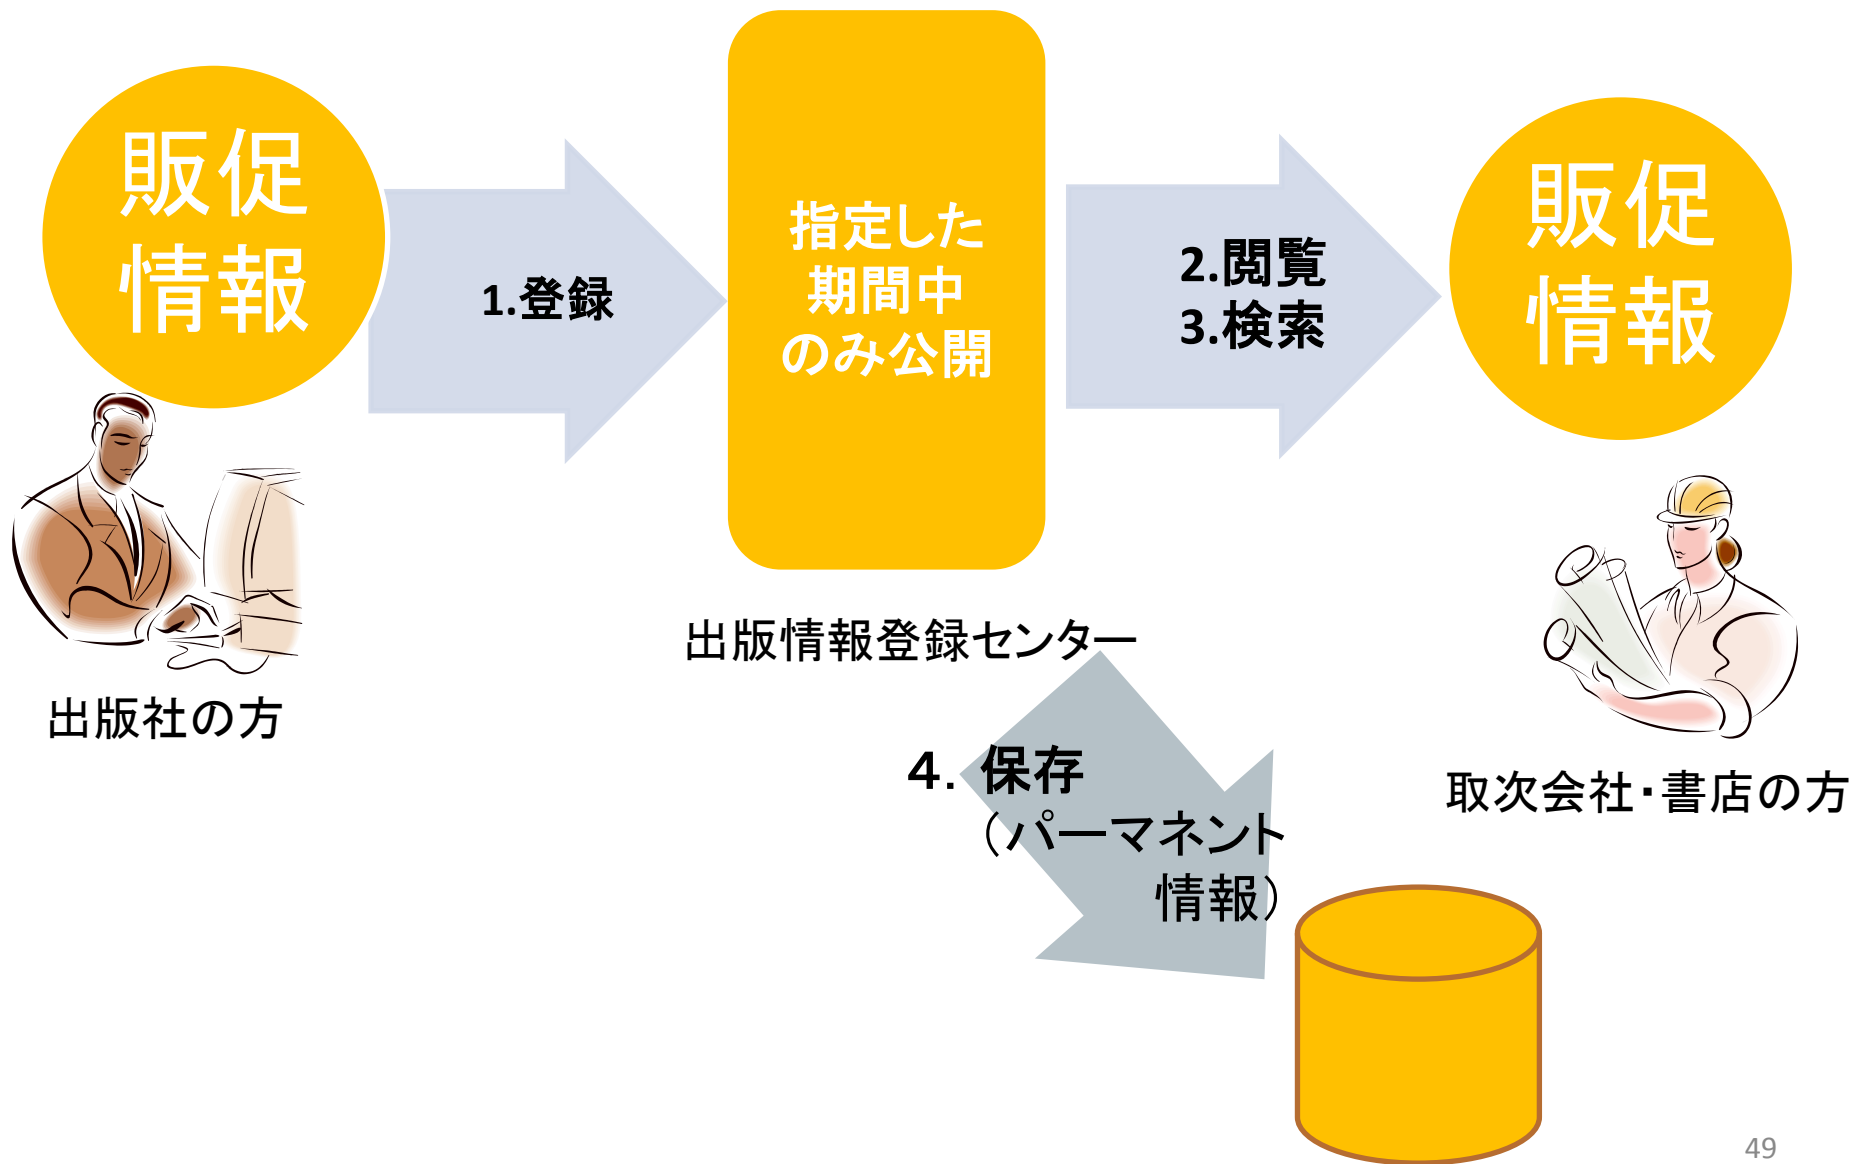 販促
情報
1.登録
指定した
期間中
のみ公開
2.閲覧
3.検索
販促
情報
出版社の方
出版情報登録センター
取次会社・書店の方
４．保存
（パーマネント
情報）
49